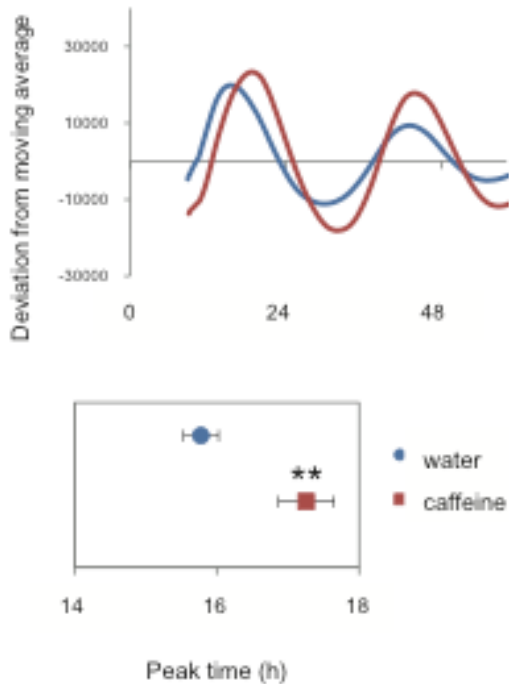 Deviation from moving average
30000
10000
-10000
-30000
0 24 48
**
water
caffeine
14 16 18
Peak time (h)